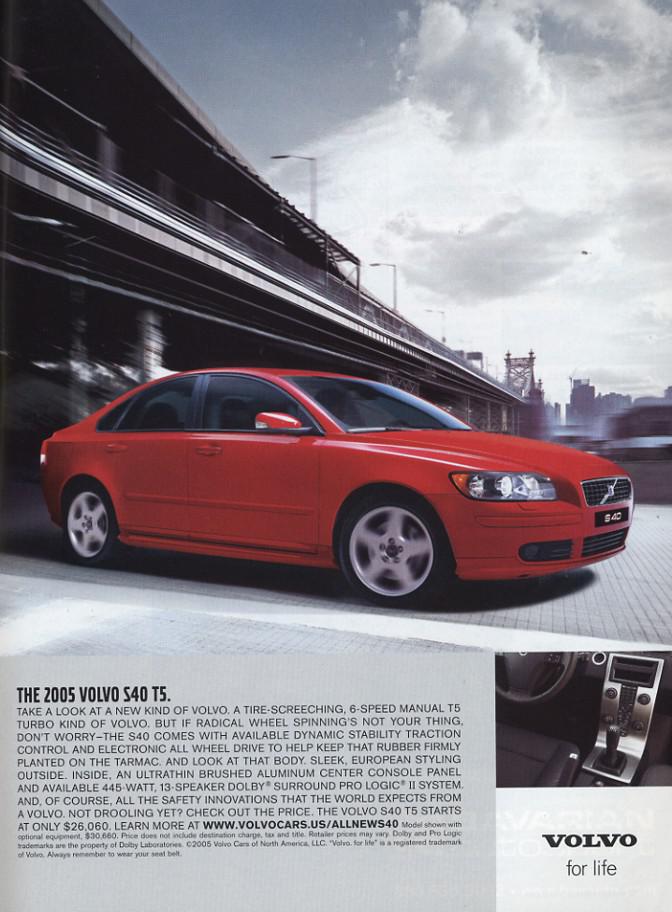 S40
THE 2005 VOLVO S40 T5.
TAKE A LOOK AT A NEW KIND OF VOLVO. A TIRE-SCREECHING, 6-SPEED MANUAL T5
TURBO KIND OF VOLVO. BUT IF RADICAL WHEEL SPINNING'S NOT YOUR THING,
DON'T WORRY–THE S40 COMES WITH AVAILABLE DYNAMIC STABILITY TRACTION
CONTROL AND ELECTRONIC ALL WHEEL DRIVE TO HELP KEEP THAT RUBBER FIRMLY
PLANTED ON THE TARMAC. AND LOOK AT THAT BODY. SLEEK, EUROPEAN STYLING
OUTSIDE. INSIDE, AN ULTRATHIN BRUSHED ALUMINUM CENTER CONSOLE PANEL
AND AVAILABLE 445-WATT, 13-SPEAKER DOLBY® SURROUND PRO LOGIC® II SYSTEM.
AND, OF COURSE, ALL THE SAFETY INNOVATIONS THAT THE WORLD EXPECTS FROM
A VOLVO. NOT DROOLING YET? CHECK OUT THE PRICE. THE VOLVO S40 T5 STARTS
AT ONLY $26,060. LEARN MORE AT WWW.VOLVOCARS.US/ALLNEWS40 Model shown with
optional equipment, $30,660. Price does not include destination charge, tax and title. Retailer prices may vary. Dolby and Pro Logic
trademarks are the property of Dolby Laboratories. ©2005 Volvo Cars of North America, LLC. "Volvo. for life" is a registered trademark
of Volvo. Always remember to wear your seat belt.
VOLVO
for life